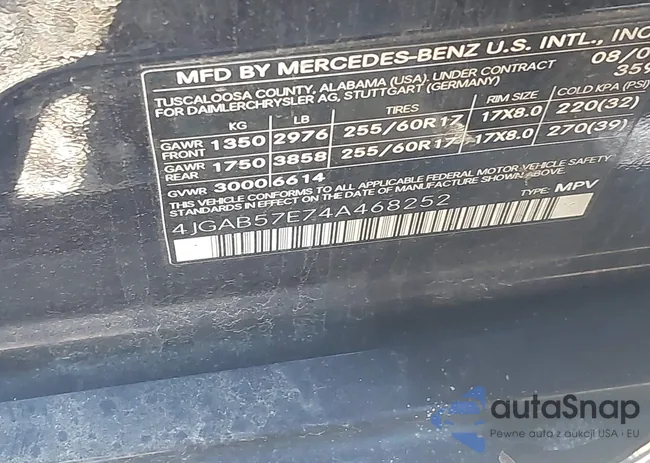 MFD BY MERCEDES-BENZ U.S. INTL., INC
TUSCALOOSA COUNTY, ALABAMA (USA). UNDER CONTRACT 08/0
FOR DAIMLERCHRYSLER AG, STUTTGART (GERMANY) 359
KG LB TIRES RIM SIZE COLD KPA (PSI)
GAWR FRONT 1350 2976 255/60R17 17X8.0 220(32)
GAWR REAR 1750 3858 255/60R17 17X8.0 270(39)
GVWR 3000 6614
THIS VEHICLE CONFORMS TO ALL APPLICABLE FEDERAL MOTOR VEHICLE SAFETY
STANDARDS IN EFFECT ON THE DATE OF MANUFACTURE SHOWN ABOVE.
4JGAB57E74A468252 TYPE: MPV
autaSnap
Pewne auta z aukcji USA i EU